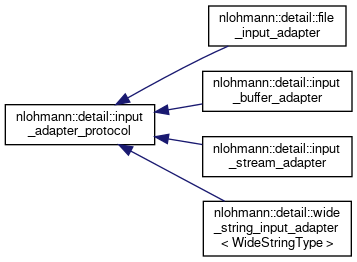 nlohmann::detail::file
_input_adapter
nlohmann::detail::input
_buffer_adapter
nlohmann::detail::input
_adapter_protocol
nlohmann::detail::input
_stream_adapter
nlohmann::detail::wide
_string_input_adapter
< WideStringType >